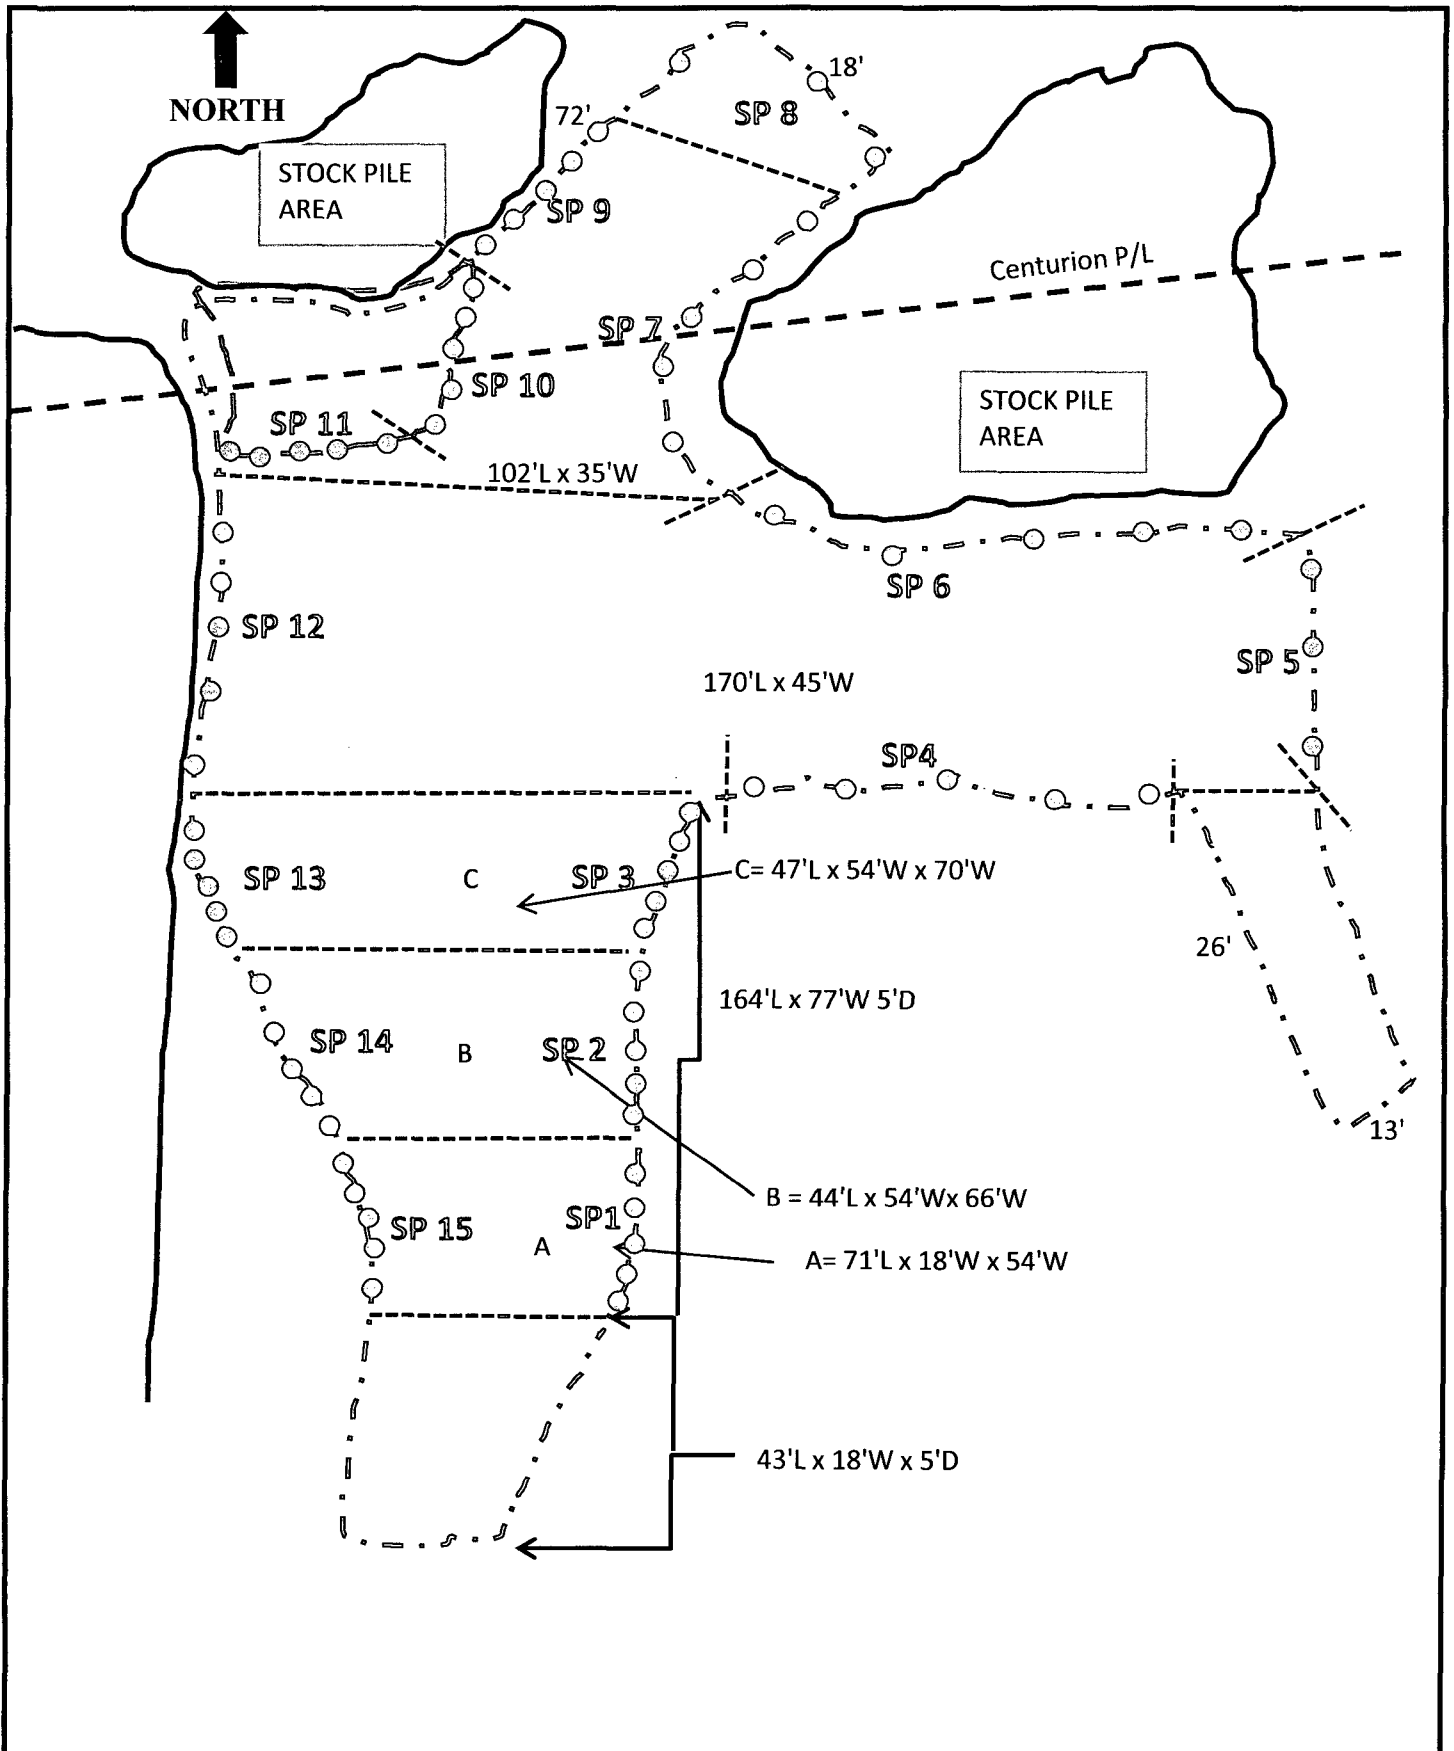 18'
72'
SP 8
NORTH
STOCK PILE
AREA
SP 9
Centurion P/L
SP 7
SP 10
STOCK PILE
AREA
SP 11
102'L x 35'W
SP 6
SP 12
SP 5
170'L x 45'W
SP4
SP 13
C
SP 3
C= 47'L x 54'W x 70'W
26'
164'L x 77'W 5'D
SP 14
B
SP 2
13'
B = 44'L x 54'Wx 66'W
SP 15
SP1
A
A= 71'L x 18'W x 54'W
43'L x 18'W x 5'D